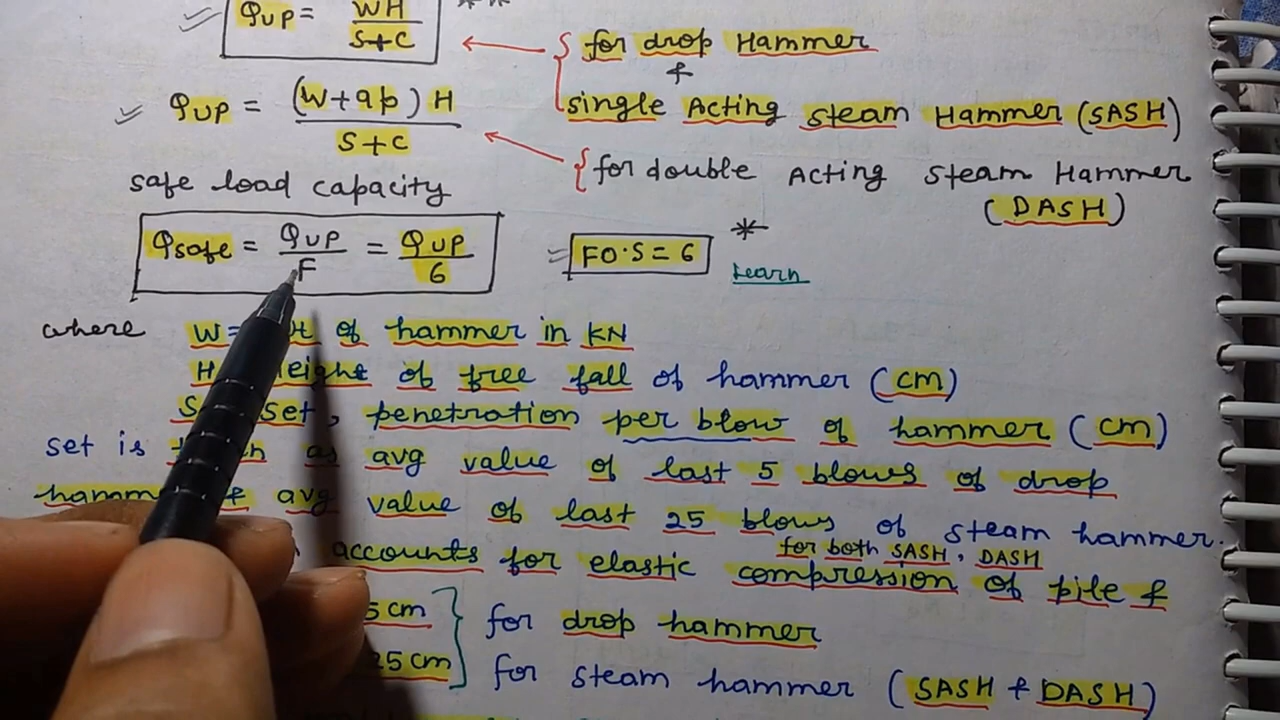 QUP = WH / S+C
{ for drop Hammer
&
single Acting steam Hammer (SASH)
QUP = (W+ap) H / S+C
{ for double Acting steam Hammer
(DASH)
safe load capacity
Qsafe = QUP / F = QUP / 6
FO.S = 6
Learn
where W = of hammer in KN
H of free fall of hammer (cm)
S set, penetration per blow of hammer (cm)
set is as avg value of last 5 blows of drop
& avg value of last 25 blows of steam hammer.
for both SASH, DASH
accounts for elastic compression of pile &
5 cm } for drop hammer
25 cm } for steam hammer (SASH & DASH)